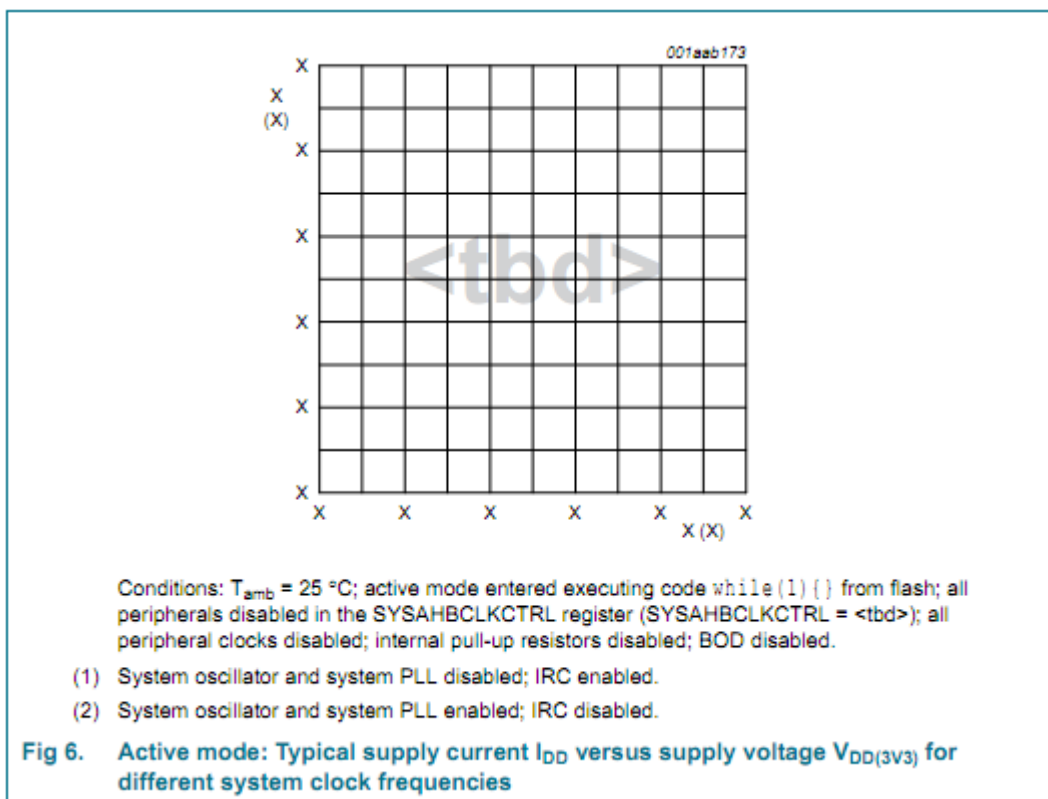 001aab173
X
X
(X)
X
X
<tbd>
X
X
X
X X X X X X
X (X)
Conditions: Tamb = 25 °C; active mode entered executing code while(1){} from flash; all
peripherals disabled in the SYSAHBCLKCTRL register (SYSAHBCLKCTRL = <tbd>); all
peripheral clocks disabled; internal pull-up resistors disabled; BOD disabled.
(1) System oscillator and system PLL disabled; IRC enabled.
(2) System oscillator and system PLL enabled; IRC disabled.
Fig 6. Active mode: Typical supply current IDD versus supply voltage VDD(3V3) for
different system clock frequencies